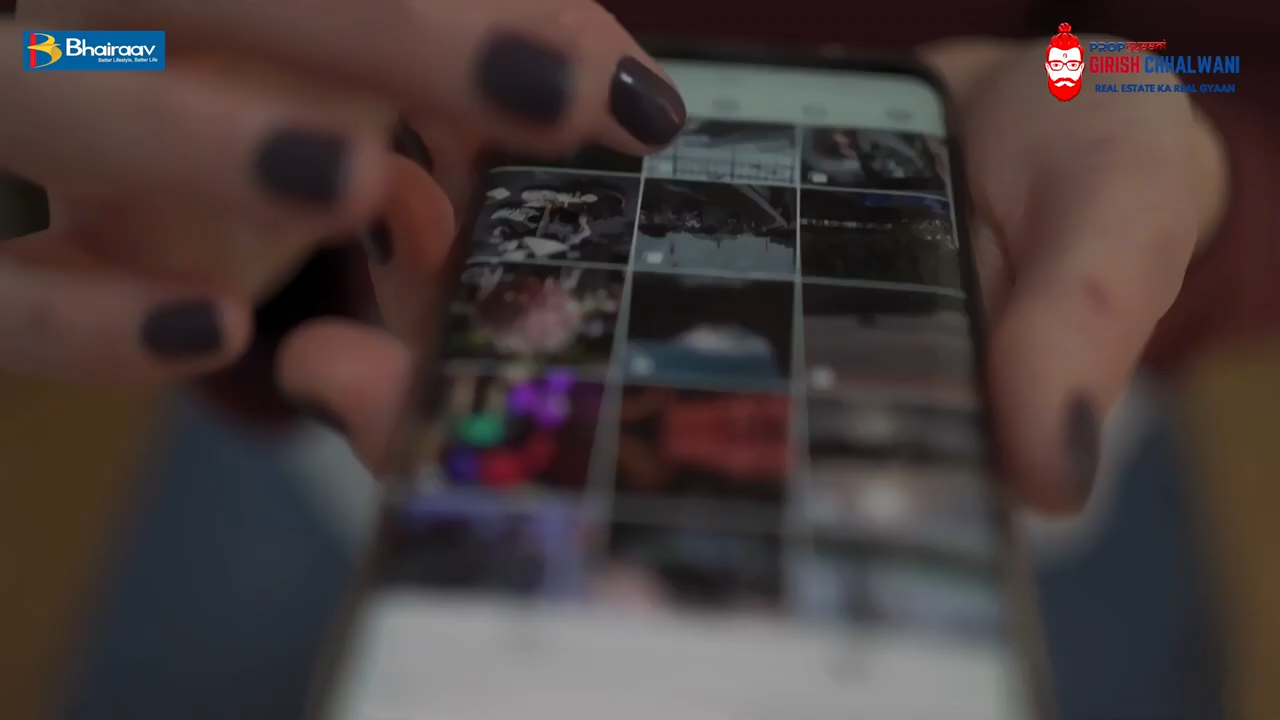 Bhairaav
Better Lifestyle, Better Life
PROP
GIRISH CHHALWANI
REAL ESTATE KA REAL GYAAN